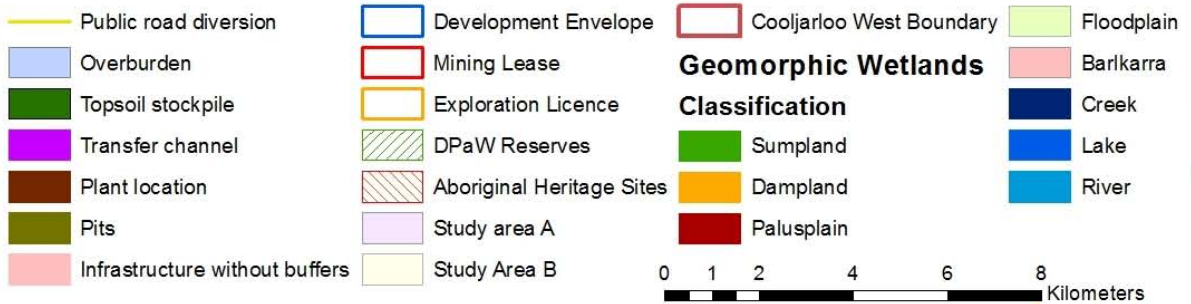 Public road diversion
Overburden
Topsoil stockpile
Transfer channel
Plant location
Pits
Infrastructure without buffers
Development Envelope
Mining Lease
Exploration Licence
DPaW Reserves
Aboriginal Heritage Sites
Study area A
Study Area B
Cooljarloo West Boundary
Geomorphic Wetlands
Classification
Sumpland
Dampland
Palusplain
Floodplain
Barlkarra
Creek
Lake
River
0 1 2 4 6 8
Kilometers